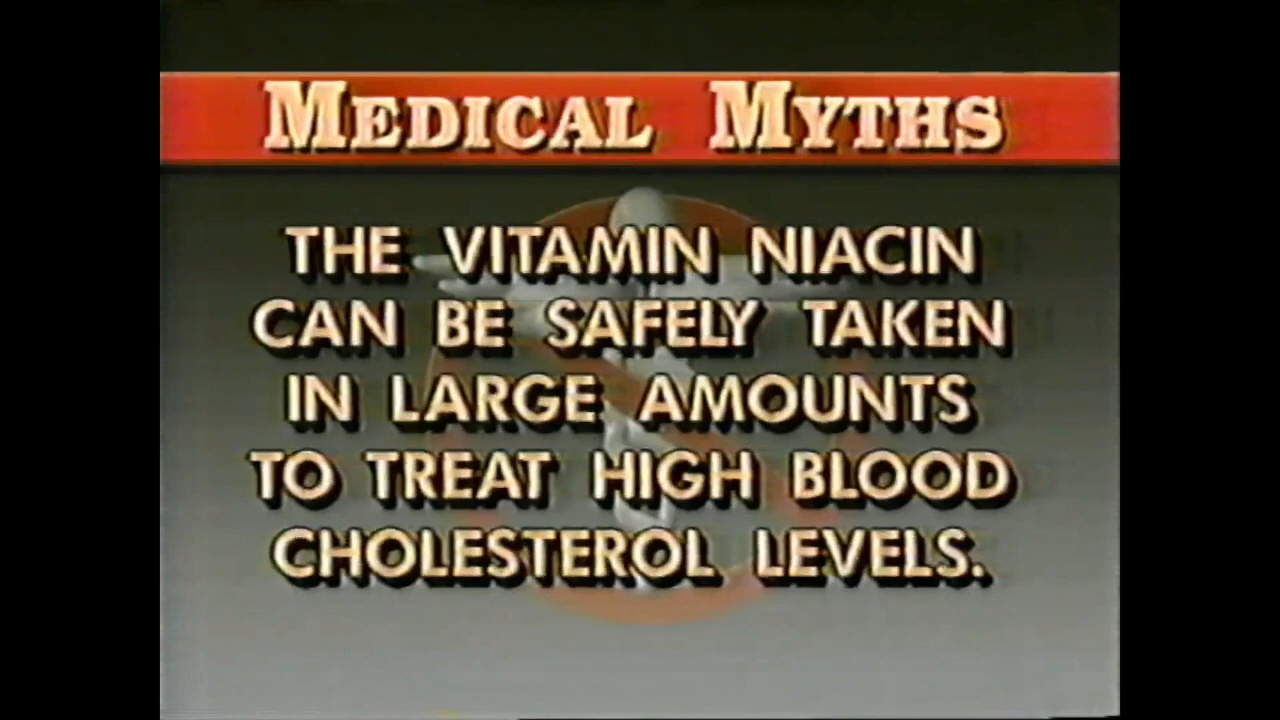 MEDICAL MYTHS
THE VITAMIN NIACIN
CAN BE SAFELY TAKEN
IN LARGE AMOUNTS
TO TREAT HIGH BLOOD
CHOLESTEROL LEVELS.